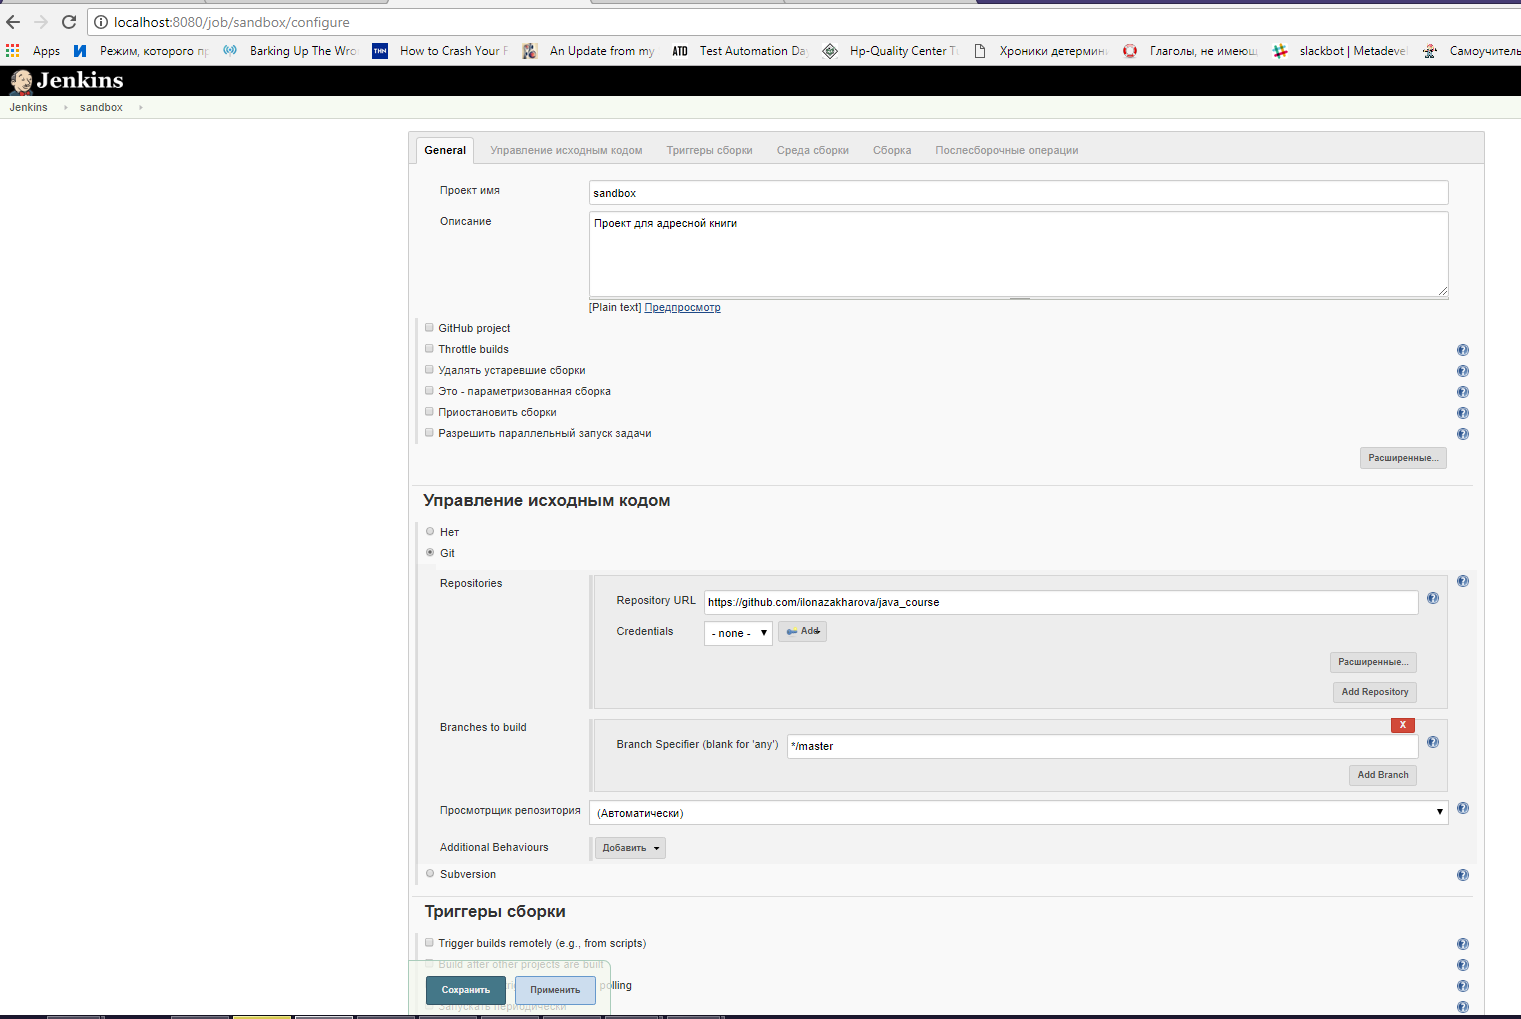 localhost:8080/job/sandbox/configure
Apps
Режим, которого пр
Barking Up The Wro
THN
How to Crash Your F
An Update from my
ATD
Test Automation Day
Hp-Quality Center Tu
Хроники детермин
Глаголы, не имеющ
slackbot | Metadevel
Самоучитель
Jenkins
Jenkins
sandbox
General
Управление исходным кодом
Триггеры сборки
Среда сборки
Сборка
Послесборочные операции
Проект имя
sandbox
Описание
Проект для адресной книги
[Plain text] Предпросмотр
GitHub project
Throttle builds
Удалять устаревшие сборки
Это - параметризованная сборка
Приостановить сборки
Разрешить параллельный запуск задачи
Расширенные...
Управление исходным кодом
Нет
Git
Repositories
Repository URL
https://github.com/ilonazakharova/java_course
Credentials
- none -
Add
Расширенные...
Add Repository
Branches to build
X
Branch Specifier (blank for 'any')
*/master
Add Branch
Просмотрщик репозитория
(Автоматически)
Additional Behaviours
Добавить
Subversion
Триггеры сборки
Trigger builds remotely (e.g., from scripts)
Build after other projects are built
polling
Сохранить
Применить
Запускать периодически